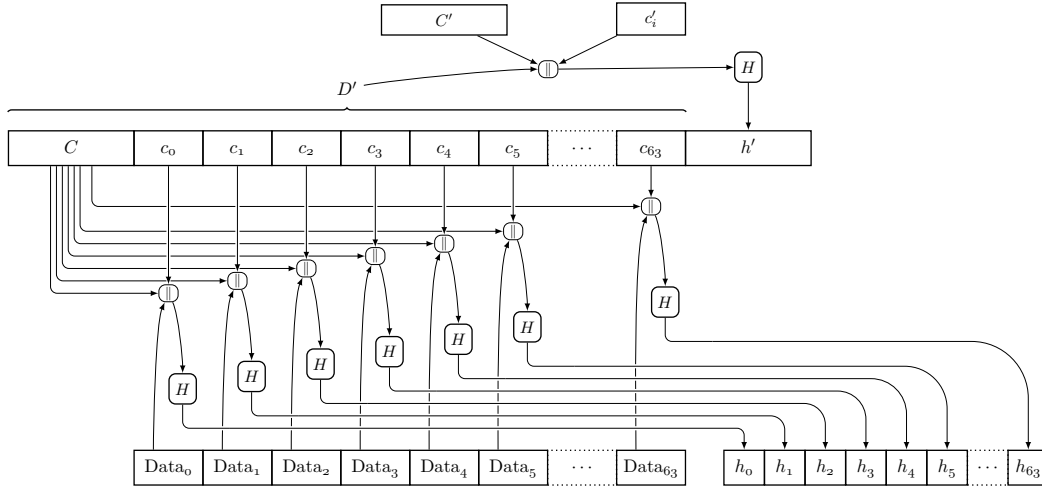 C′ c′ᵢ
‖ H
D′
C c₀ c₁ c₂ c₃ c₄ c₅ ⋯ c₆₃ h′
‖
‖
‖
‖
‖
‖
‖
H
H
H
H
H
H
H
Data₀ Data₁ Data₂ Data₃ Data₄ Data₅ ⋯ Data₆₃ h₀ h₁ h₂ h₃ h₄ h₅ ⋯ h₆₃